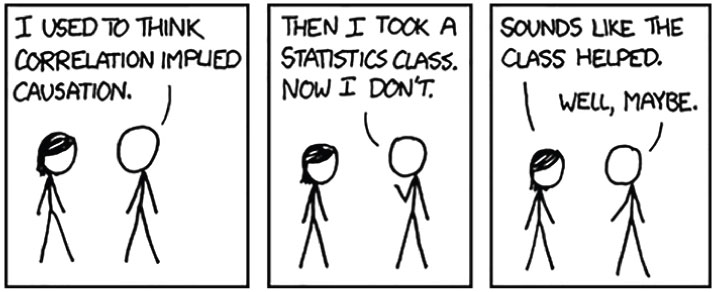 I USED TO THINK
CORRELATION IMPLIED
CAUSATION.
THEN I TOOK A
STATISTICS CLASS.
NOW I DON'T.
SOUNDS LIKE THE
CLASS HELPED.
WELL, MAYBE.